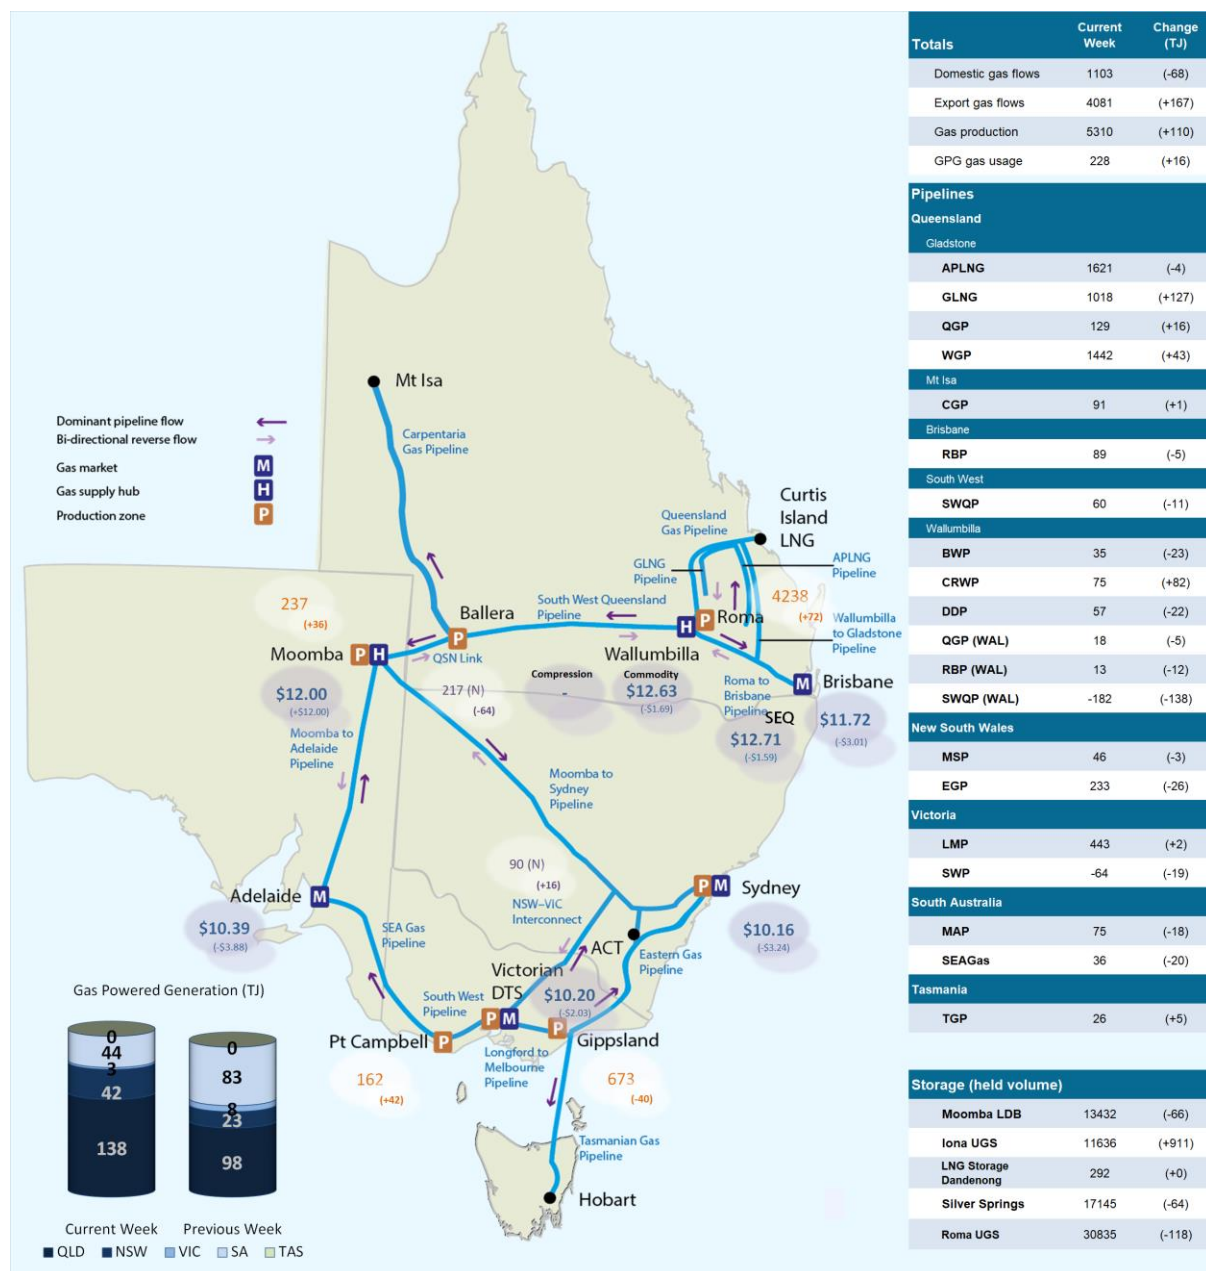 Dominant pipeline flow
Bi-directional reverse flow
Gas market M
Gas supply hub H
Production zone P
Mt Isa
Carpentaria
Gas Pipeline
Curtis
Island
LNG
Queensland
Gas Pipeline
GLNG
Pipeline
APLNG
Pipeline
4238
(+72)
Wallumbilla
to Gladstone
Pipeline
South West Queensland
Pipeline
Ballera
P
QSN Link
H P Roma
Wallumbilla
237
(+36)
Moomba P H
$12.00
(+$12.00)
Moomba to
Adelaide
Pipeline
217 (N)
(-64)
Compression
-
Commodity
$12.63
(-$1.69)
Roma to
Brisbane
Pipeline
M Brisbane
SEQ
$12.71
(-$1.59)
$11.72
(-$3.01)
Moomba to
Sydney
Pipeline
90 (N)
(+16)
NSW–VIC
Interconnect
P M Sydney
$10.16
(-$3.24)
Adelaide M
$10.39
(-$3.88)
SEA Gas
Pipeline
ACT
Eastern Gas
Pipeline
Victorian
DTS
P M
$10.20
(-$2.03)
South West
Pipeline
Pt Campbell P
162
(+42)
Longford to
Melbourne
Pipeline
P
Gippsland
673
(-40)
Tasmanian Gas
Pipeline
Hobart
Gas Powered Generation (TJ)
0
44
3
42
138
0
83
8
23
98
Current Week Previous Week
QLD NSW VIC SA TAS
Totals Current Week Change (TJ)
Domestic gas flows 1103 (-68)
Export gas flows 4081 (+167)
Gas production 5310 (+110)
GPG gas usage 228 (+16)
Pipelines
Queensland
Gladstone
APLNG 1621 (-4)
GLNG 1018 (+127)
QGP 129 (+16)
WGP 1442 (+43)
Mt Isa
CGP 91 (+1)
Brisbane
RBP 89 (-5)
South West
SWQP 60 (-11)
Wallumbilla
BWP 35 (-23)
CRWP 75 (+82)
DDP 57 (-22)
QGP (WAL) 18 (-5)
RBP (WAL) 13 (-12)
SWQP (WAL) -182 (-138)
New South Wales
MSP 46 (-3)
EGP 233 (-26)
Victoria
LMP 443 (+2)
SWP -64 (-19)
South Australia
MAP 75 (-18)
SEAGas 36 (-20)
Tasmania
TGP 26 (+5)
Storage (held volume)
Moomba LDB 13432 (-66)
Iona UGS 11636 (+911)
LNG Storage Dandenong 292 (+0)
Silver Springs 17145 (-64)
Roma UGS 30835 (-118)